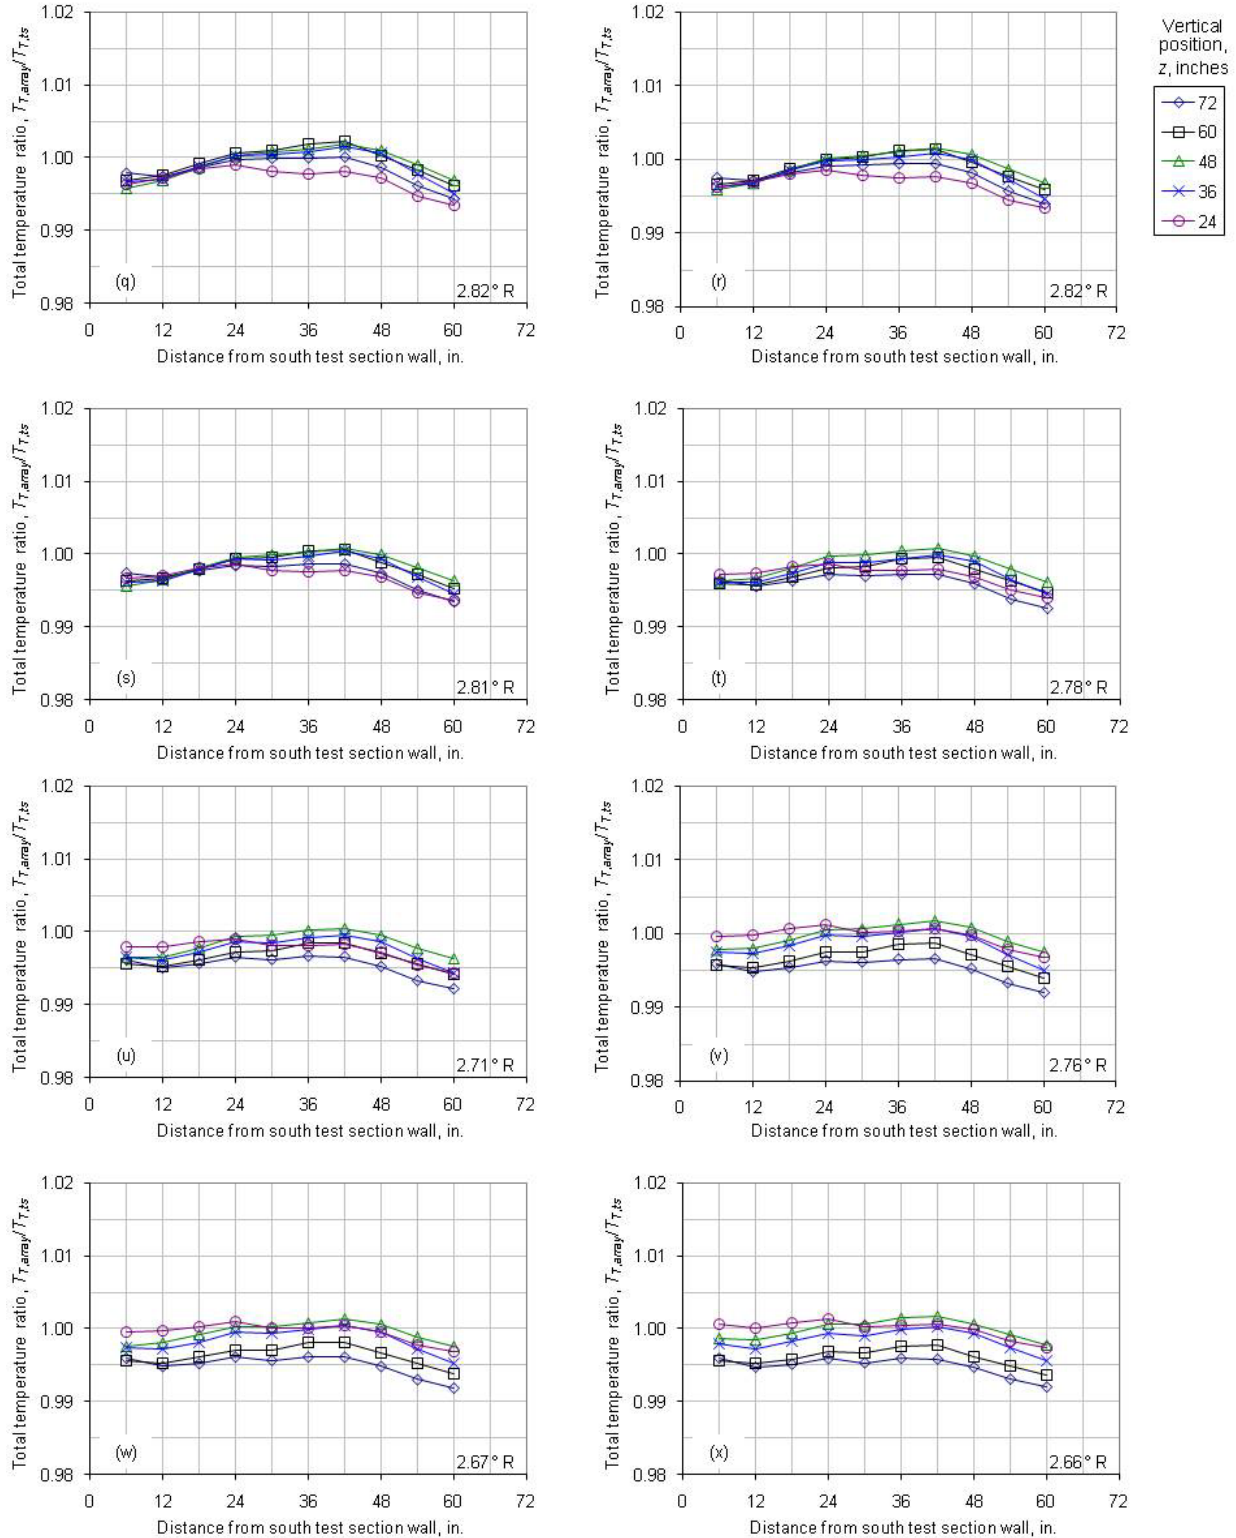 Total temperature ratio, T_T,array/T_T,ts
1.02
1.01
1.00
0.99
0.98
(q)
2.82° R
0 12 24 36 48 60 72
Distance from south test section wall, in.
Total temperature ratio, T_T,array/T_T,ts
1.02
1.01
1.00
0.99
0.98
(r)
2.82° R
0 12 24 36 48 60 72
Distance from south test section wall, in.
Vertical
position,
z, inches
72
60
48
36
24
Total temperature ratio, T_T,array/T_T,ts
1.02
1.01
1.00
0.99
0.98
(s)
2.81° R
0 12 24 36 48 60 72
Distance from south test section wall, in.
Total temperature ratio, T_T,array/T_T,ts
1.02
1.01
1.00
0.99
0.98
(t)
2.78° R
0 12 24 36 48 60 72
Distance from south test section wall, in.
Total temperature ratio, T_T,array/T_T,ts
1.02
1.01
1.00
0.99
0.98
(u)
2.71° R
0 12 24 36 48 60 72
Distance from south test section wall, in.
Total temperature ratio, T_T,array/T_T,ts
1.02
1.01
1.00
0.99
0.98
(v)
2.76° R
0 12 24 36 48 60 72
Distance from south test section wall, in.
Total temperature ratio, T_T,array/T_T,ts
1.02
1.01
1.00
0.99
0.98
(w)
2.67° R
0 12 24 36 48 60 72
Distance from south test section wall, in.
Total temperature ratio, T_T,array/T_T,ts
1.02
1.01
1.00
0.99
0.98
(x)
2.66° R
0 12 24 36 48 60 72
Distance from south test section wall, in.